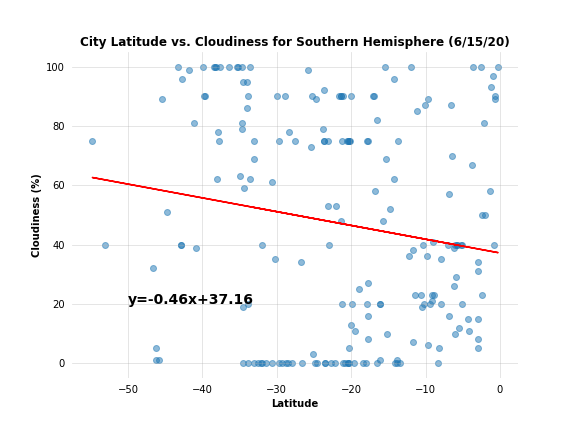 City Latitude vs. Cloudiness for Southern Hemisphere (6/15/20)
100
80
60
40
20
0
Cloudiness (%)
y=-0.46x+37.16
−50 −40 −30 −20 −10 0
Latitude